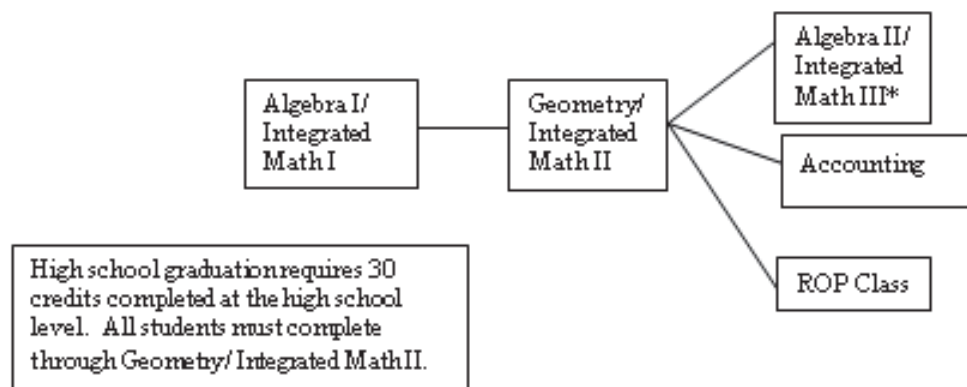 Algebra I/
Integrated
Math I
Geometry/
Integrated
Math II
Algebra II/
Integrated
Math III*
Accounting
ROP Class
High school graduation requires 30
credits completed at the high school
level. All students must complete
through Geometry/ Integrated Math II.